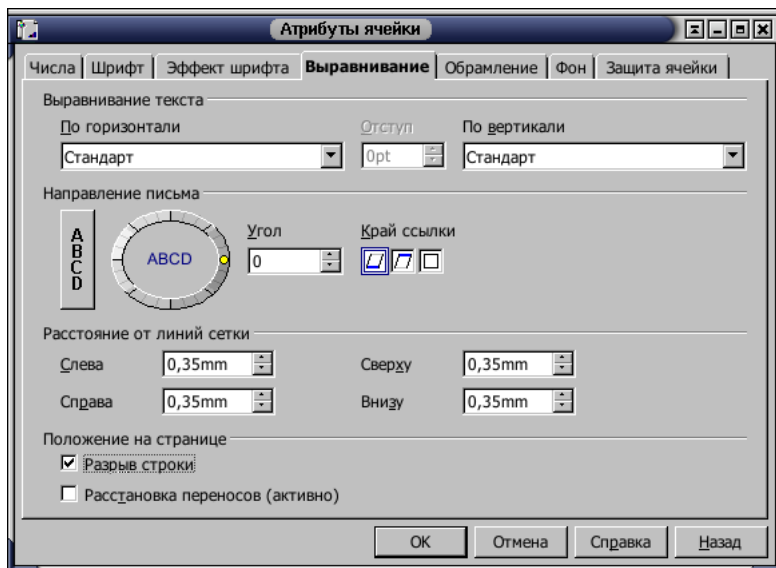 Атрибуты ячейки
Числа Шрифт Эффект шрифта Выравнивание Обрамление Фон Защита ячейки
Выравнивание текста
По горизонтали Отступ По вертикали
Стандарт 0pt Стандарт
Направление письма
ABCD ABCD Угол Край ссылки
0
Расстояние от линий сетки
Слева 0,35mm Сверху 0,35mm
Справа 0,35mm Внизу 0,35mm
Положение на странице
Разрыв строки
Расстановка переносов (активно)
ОК Отмена Справка Назад